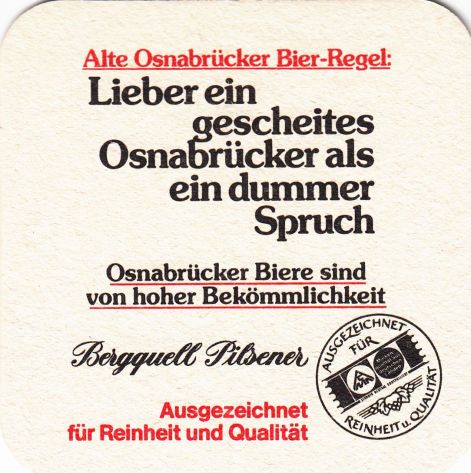 Alte Osnabrücker Bier-Regel:
Lieber ein
gescheites
Osnabrücker als
ein dummer
Spruch
Osnabrücker Biere sind
von hoher Bekömmlichkeit
Bergquell Pilsener
AUSGEZEICHNET
FÜR
REINHEIT u. QUALITÄT
Ausgezeichnet
für Reinheit und Qualität